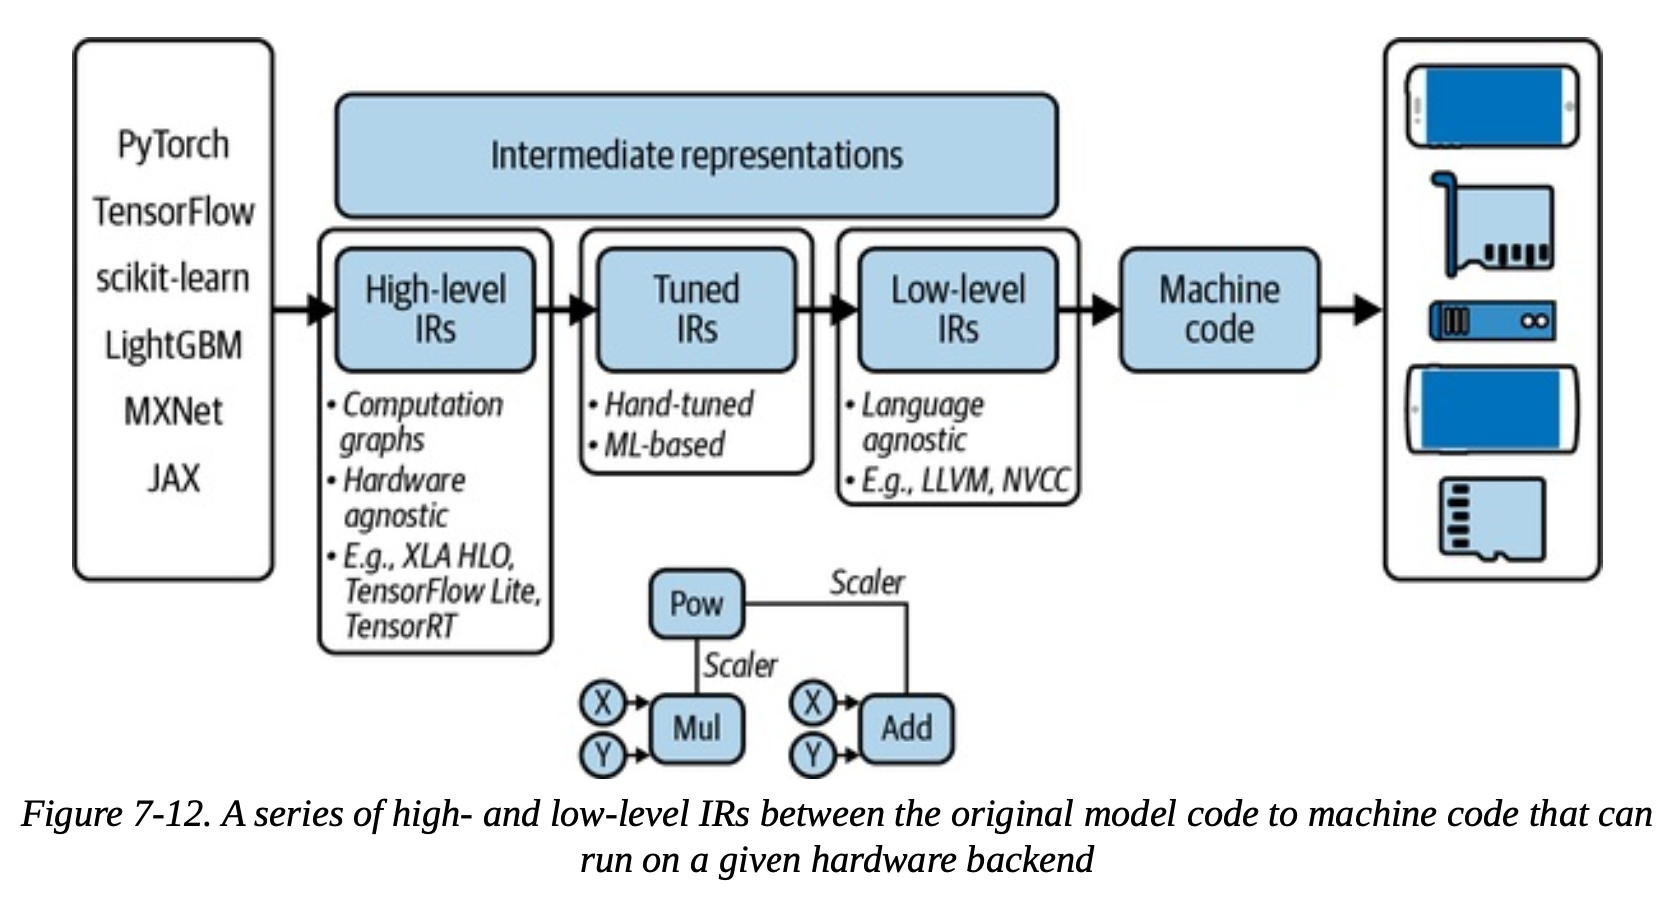 PyTorch
TensorFlow
scikit-learn
LightGBM
MXNet
JAX
Intermediate representations
High-level
IRs
• Computation
graphs
• Hardware
agnostic
• E.g., XLA HLO,
TensorFlow Lite,
TensorRT
Tuned
IRs
• Hand-tuned
• ML-based
Low-level
IRs
• Language
agnostic
• E.g., LLVM, NVCC
Machine
code
Pow
Scaler
Scaler
X
Y
Mul
X
Y
Add
Figure 7-12. A series of high- and low-level IRs between the original model code to machine code that can
run on a given hardware backend